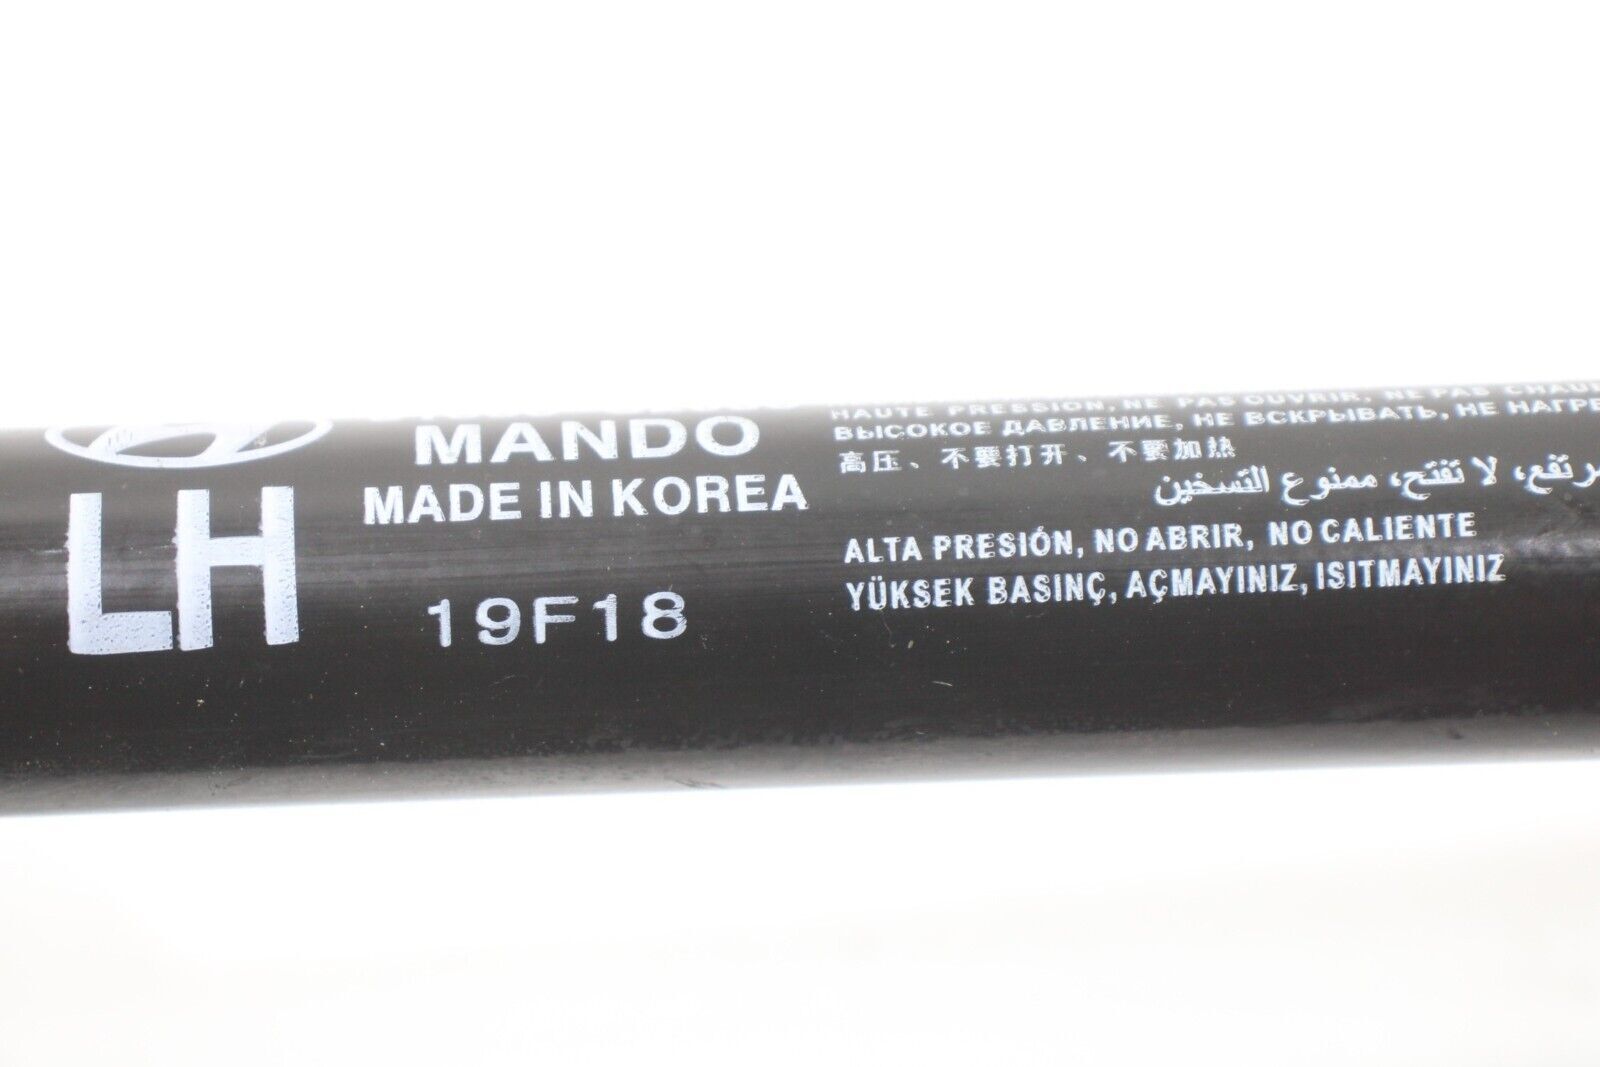 MANDO
MADE IN KOREA
LH
19F18
HAUTE PRESSION, NE PAS OUVRIR, NE PAS
ВЫСОКОЕ ДАВЛЕНИЕ, НЕ ВСКРЫВАТЬ, НЕ
高压、不要打开、不要加热
لا تفتح، ممنوع التسخين
ALTA PRESIÓN, NO ABRIR, NO CALIENTE
YÜKSEK BASINÇ, AÇMAYINIZ, ISITMAYINIZ